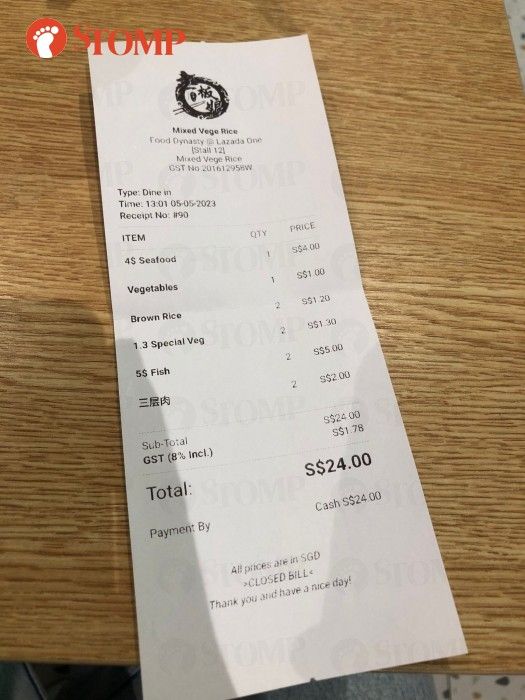 STOMP
板
Mixed Vege Rice
Food Dynasty @ Lazada One
[Stall 12]
Mixed Vege Rice
GST No 201612958W
Type: Dine in
Time: 13:01 05-05-2023
Receipt No: #90
ITEM QTY PRICE
4$ Seafood 1 S$4.00
Vegetables 1 S$1.00
Brown Rice 2 S$1.20
1.3 Special Veg 2 S$1.30
5$ Fish 2 S$5.00
三层肉 2 S$2.00
Sub-Total S$24.00
GST (8% Incl.) S$1.78
Total: S$24.00
Payment By Cash S$24.00
All prices are in SGD
>CLOSED BILL<
Thank you and have a nice day!